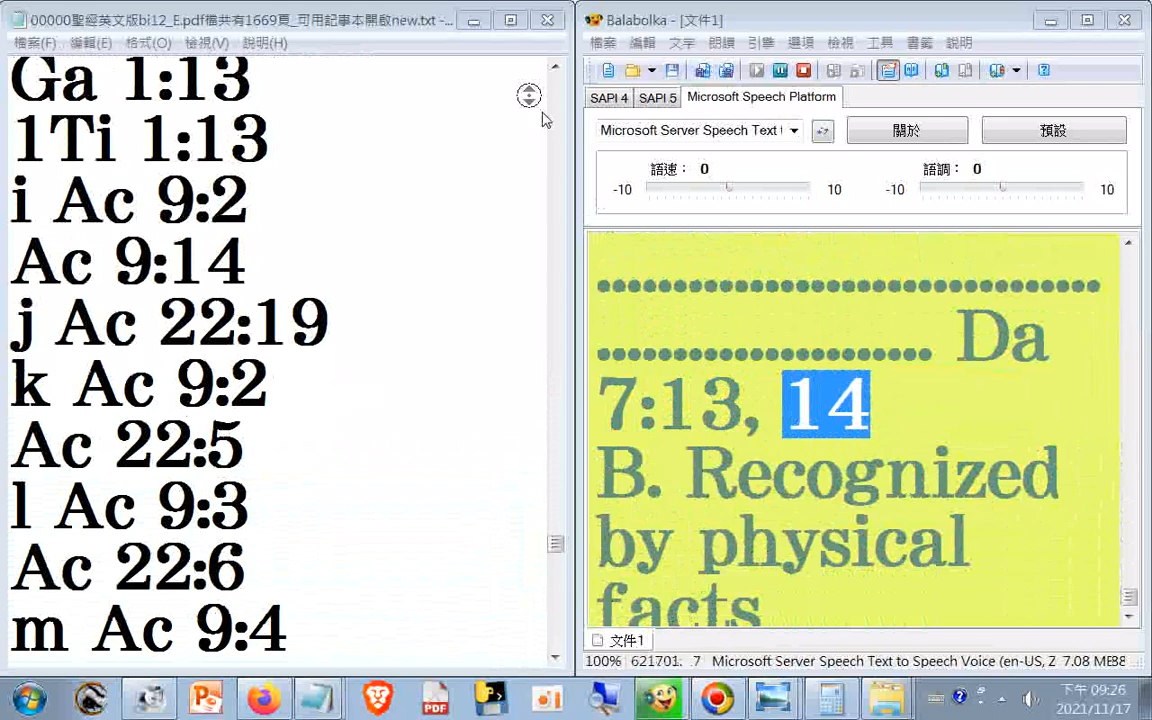 00000聖經英文版bi12_E.pdf檔共有1669頁_可用記事本開啟new.txt -...
檔案(F) 編輯(E) 格式(O) 檢視(V) 說明(H)
Ga 1:13
1Ti 1:13
i Ac 9:2
Ac 9:14
j Ac 22:19
k Ac 9:2
Ac 22:5
l Ac 9:3
Ac 22:6
m Ac 9:4
Balabolka - [文件1]
檔案 編輯 文字 朗讀 引擎 選項 檢視 工具 書籤 說明
SAPI 4 SAPI 5 Microsoft Speech Platform
Microsoft Server Speech Text 關於 預設
語速： 0 語調： 0
-10 10 -10 10
....................................
........................ Da
7:13, 14
B. Recognized
by physical
facts
文件1
100% 621701: 7 Microsoft Server Speech Text to Speech Voice (en-US, Z 7.08 MEB8
PDF
下午 09:26
2021/11/17